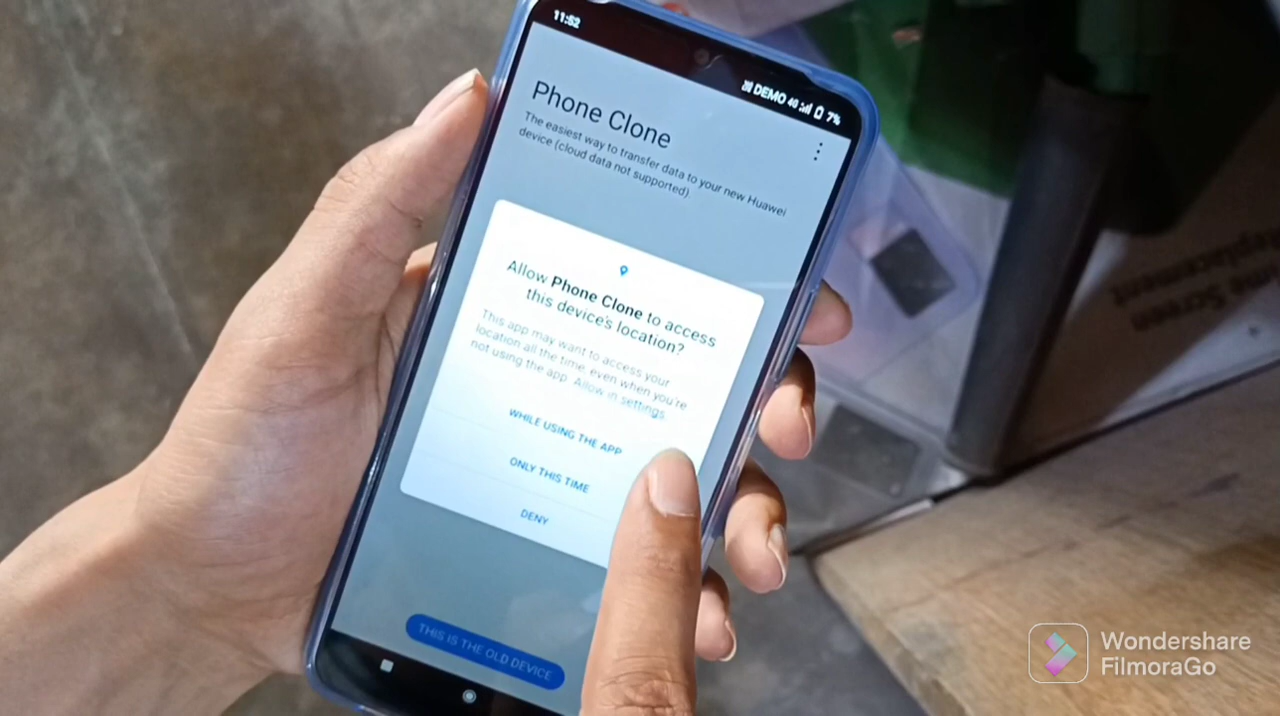 11:52
DEMO 4G 7%
Phone Clone
The easiest way to transfer data to your new Huawei
device (cloud data not supported).
Allow Phone Clone to access
this device's location?
This app may want to access your
location all the time, even when you're
not using the app. Allow in settings.
WHILE USING THE APP
ONLY THIS TIME
DENY
THIS IS THE OLD DEVICE
Screen
Wondershare
FilmoraGo